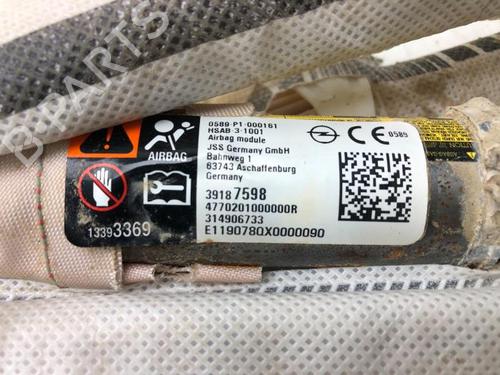 B-PARTS
0589-P1-000161
HSAB-3-1001
Airbag module
JSS Germany GmbH
Bahnweg 1
63743 Aschaffenburg
Germany
39187598
4770201000000R
314906733
E119078QX0000090
AIRBAG
13393369
CE 0589